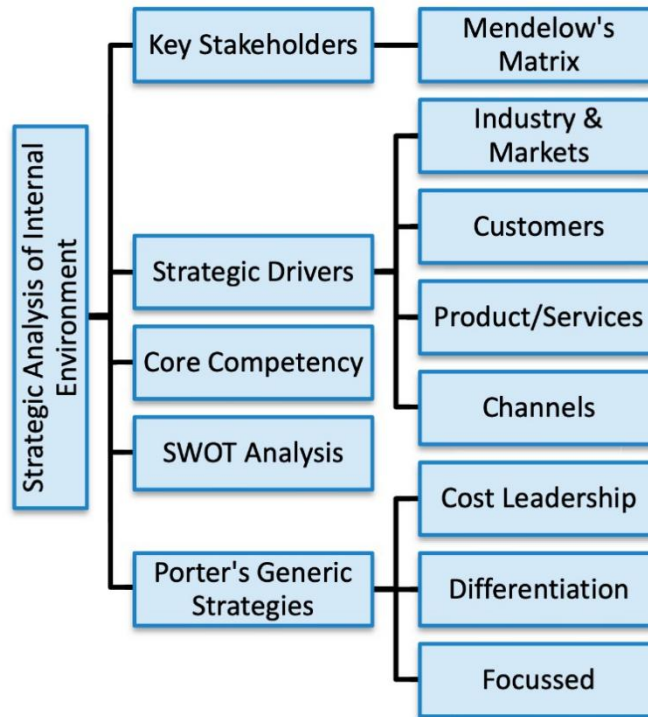 Strategic Analysis of Internal
Environment
Key Stakeholders
Mendelow's
Matrix
Strategic Drivers
Industry &
Markets
Customers
Product/Services
Channels
Core Competency
SWOT Analysis
Porter's Generic
Strategies
Cost Leadership
Differentiation
Focussed